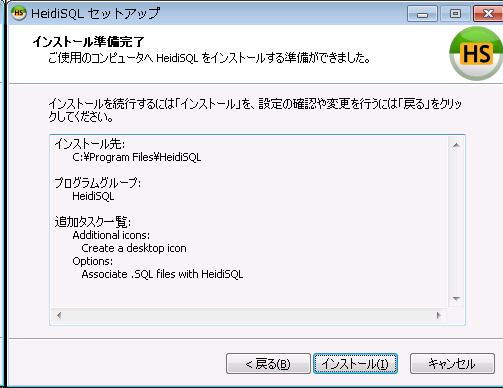 HS HeidiSQL セットアップ
インストール準備完了
ご使用のコンピュータへ HeidiSQL をインストールする準備ができました。
HS
インストールを続行するには「インストール」を、設定の確認や変更を行うには「戻る」をクリッ
クしてください。
インストール先:
C:¥Program Files¥HeidiSQL
プログラムグループ:
HeidiSQL
追加タスク一覧:
Additional icons:
Create a desktop icon
Options:
Associate .SQL files with HeidiSQL
< 戻る(B) インストール(I) キャンセル